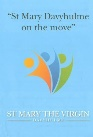 "St Mary Davyhulme
on the move"
ST MARY THE VIRGIN